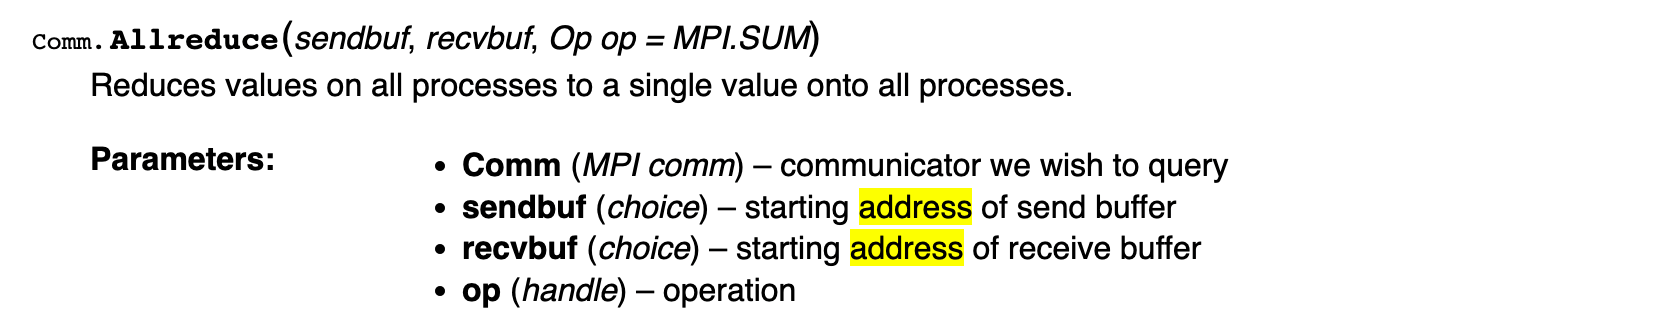 Comm.Allreduce(sendbuf, recvbuf, Op op = MPI.SUM)
Reduces values on all processes to a single value onto all processes.
Parameters:
• Comm (MPI comm) – communicator we wish to query
• sendbuf (choice) – starting address of send buffer
• recvbuf (choice) – starting address of receive buffer
• op (handle) – operation